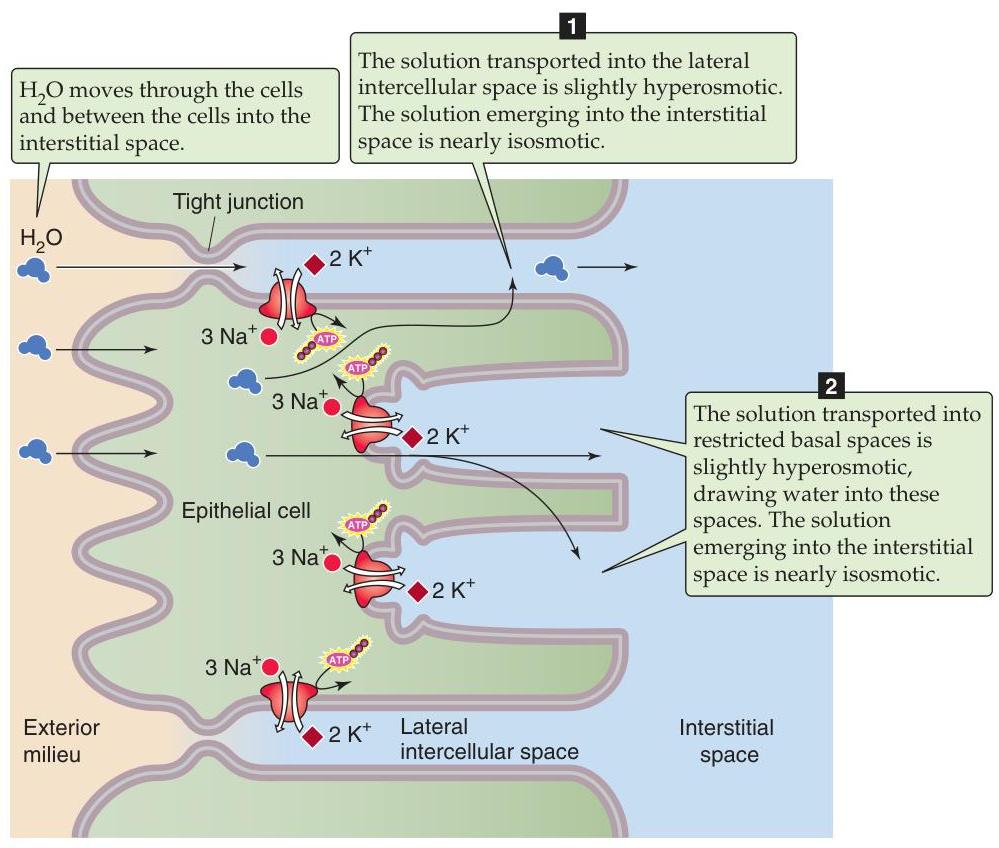 1
The solution transported into the lateral
intercellular space is slightly hyperosmotic.
The solution emerging into the interstitial
space is nearly isosmotic.
H₂O moves through the cells
and between the cells into the
interstitial space.
Tight junction
H₂O
2 K⁺
3 Na⁺
ATP
ATP
3 Na⁺
2 K⁺
2
The solution transported into
restricted basal spaces is
slightly hyperosmotic,
drawing water into these
spaces. The solution
emerging into the interstitial
space is nearly isosmotic.
Epithelial cell
ATP
3 Na⁺
2 K⁺
3 Na⁺
ATP
2 K⁺
Exterior
milieu
Lateral
intercellular space
Interstitial
space